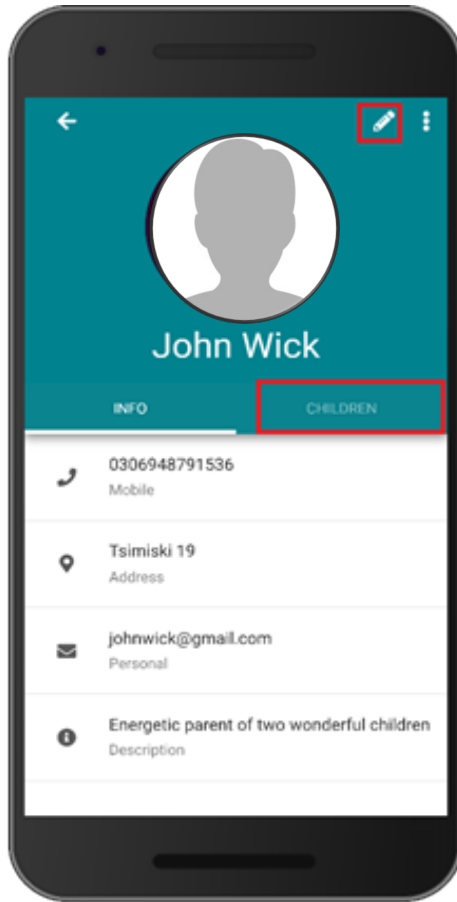 John Wick
INFO
CHILDREN
0306948791536
Mobile
Tsimiski 19
Address
johnwick@gmail.com
Personal
Energetic parent of two wonderful children
Description